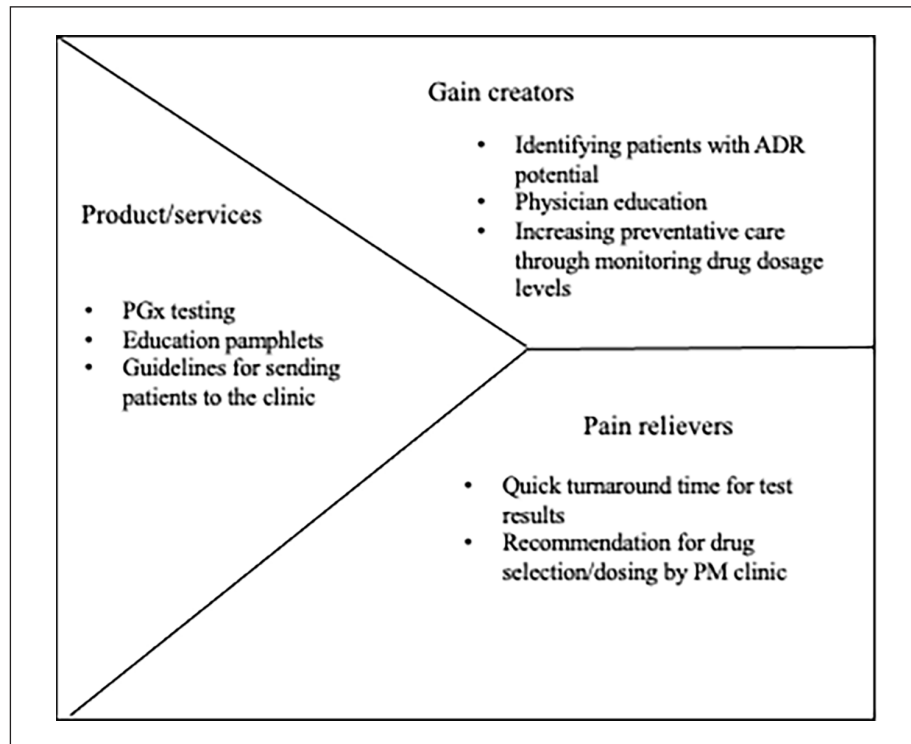 Gain creators
• Identifying patients with ADR
potential
• Physician education
• Increasing preventative care
through monitoring drug dosage
levels
Product/services
• PGx testing
• Education pamphlets
• Guidelines for sending
patients to the clinic
Pain relievers
• Quick turnaround time for test
results
• Recommendation for drug
selection/dosing by PM clinic